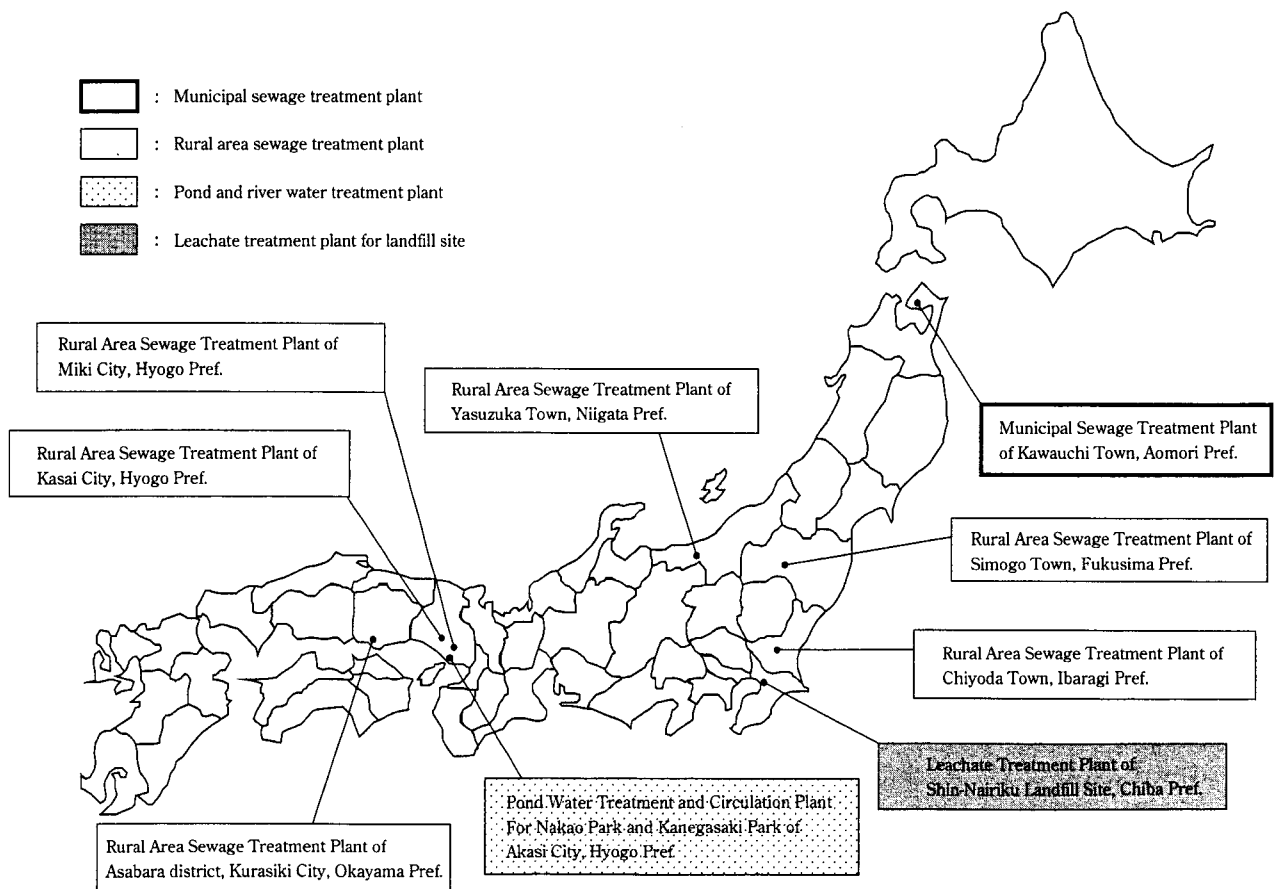 : Municipal sewage treatment plant
: Rural area sewage treatment plant
: Pond and river water treatment plant
: Leachate treatment plant for landfill site
Rural Area Sewage Treatment Plant of
Miki City, Hyogo Pref.
Rural Area Sewage Treatment Plant of
Yasuzuka Town, Niigata Pref.
Municipal Sewage Treatment Plant
of Kawauchi Town, Aomori Pref.
Rural Area Sewage Treatment Plant of
Kasai City, Hyogo Pref.
Rural Area Sewage Treatment Plant of
Simogo Town, Fukusima Pref.
Rural Area Sewage Treatment Plant of
Chiyoda Town, Ibaragi Pref.
Leachate Treatment Plant of
Shin-Nairiku Landfill Site, Chiba Pref.
Pond Water Treatment and Circulation Plant
For Nakao Park and Kanegasaki Park of
Akasi City, Hyogo Pref.
Rural Area Sewage Treatment Plant of
Asabara district, Kurasiki City, Okayama Pref.